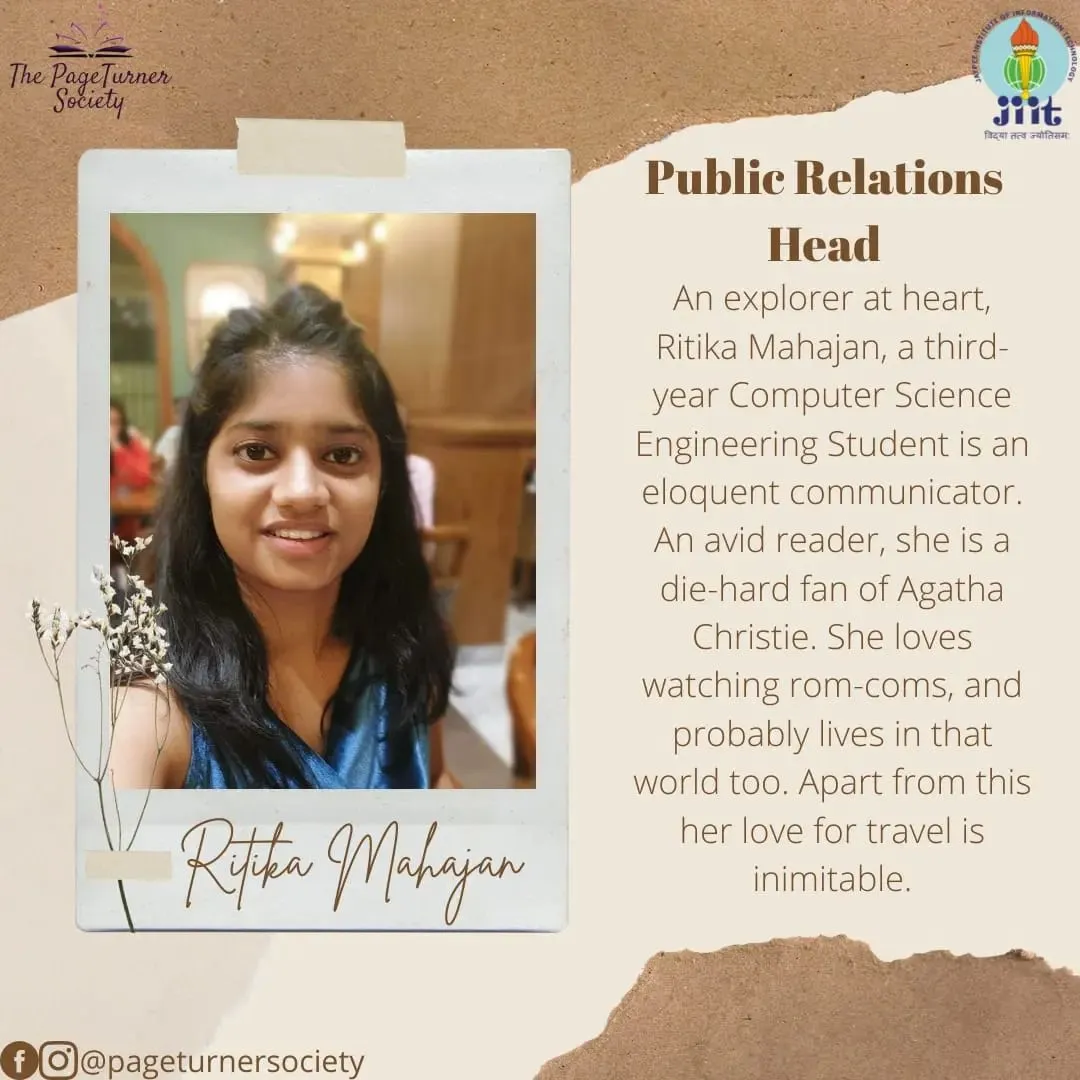 The PageTurner
Society
JAYPEE INSTITUTE OF INFORMATION TECHNOLOGY
jiit
विद्या तत्व ज्योतिसम:
Public Relations
Head
An explorer at heart,
Ritika Mahajan, a third-
year Computer Science
Engineering Student is an
eloquent communicator.
An avid reader, she is a
die-hard fan of Agatha
Christie. She loves
watching rom-coms, and
probably lives in that
world too. Apart from this
her love for travel is
inimitable.
Ritika Mahajan
@pageturnersociety